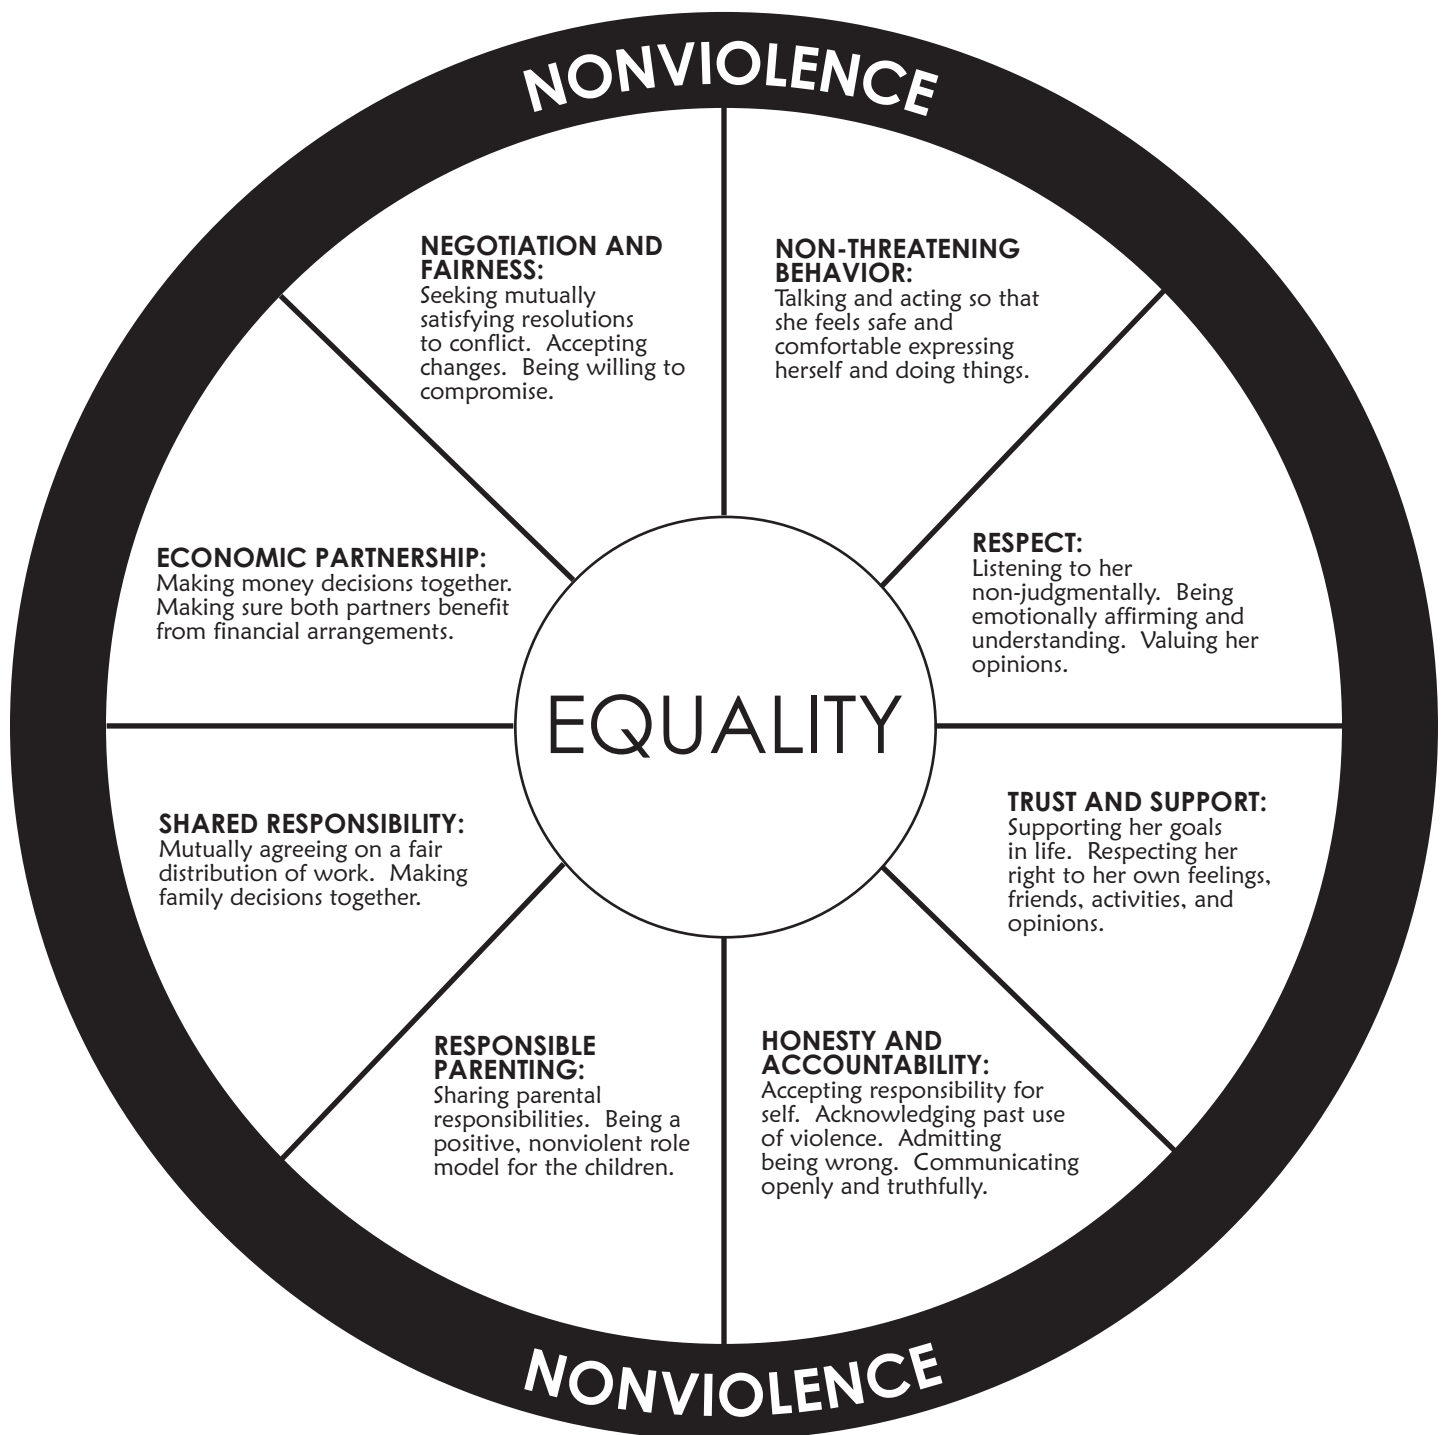 NONVIOLENCE
NEGOTIATION AND
FAIRNESS:
Seeking mutually
satisfying resolutions
to conflict.  Accepting
changes.  Being willing to
compromise.
NON-THREATENING
BEHAVIOR:
Talking and acting so that
she feels safe and
comfortable expressing
herself and doing things.
ECONOMIC PARTNERSHIP:
Making money decisions together.
Making sure both partners benefit
from financial arrangements.
RESPECT:
Listening to her
non-judgmentally.  Being
emotionally affirming and
understanding.  Valuing her
opinions.
EQUALITY
SHARED RESPONSIBILITY:
Mutually agreeing on a fair
distribution of work.  Making
family decisions together.
TRUST AND SUPPORT:
Supporting her goals
in life.  Respecting her
right to her own feelings,
friends, activities, and
opinions.
RESPONSIBLE
PARENTING:
Sharing parental
responsibilities.  Being a
positive, nonviolent role
model for the children.
HONESTY AND
ACCOUNTABILITY:
Accepting responsibility for
self.  Acknowledging past use
of violence.  Admitting
being wrong.  Communicating
openly and truthfully.
NONVIOLENCE